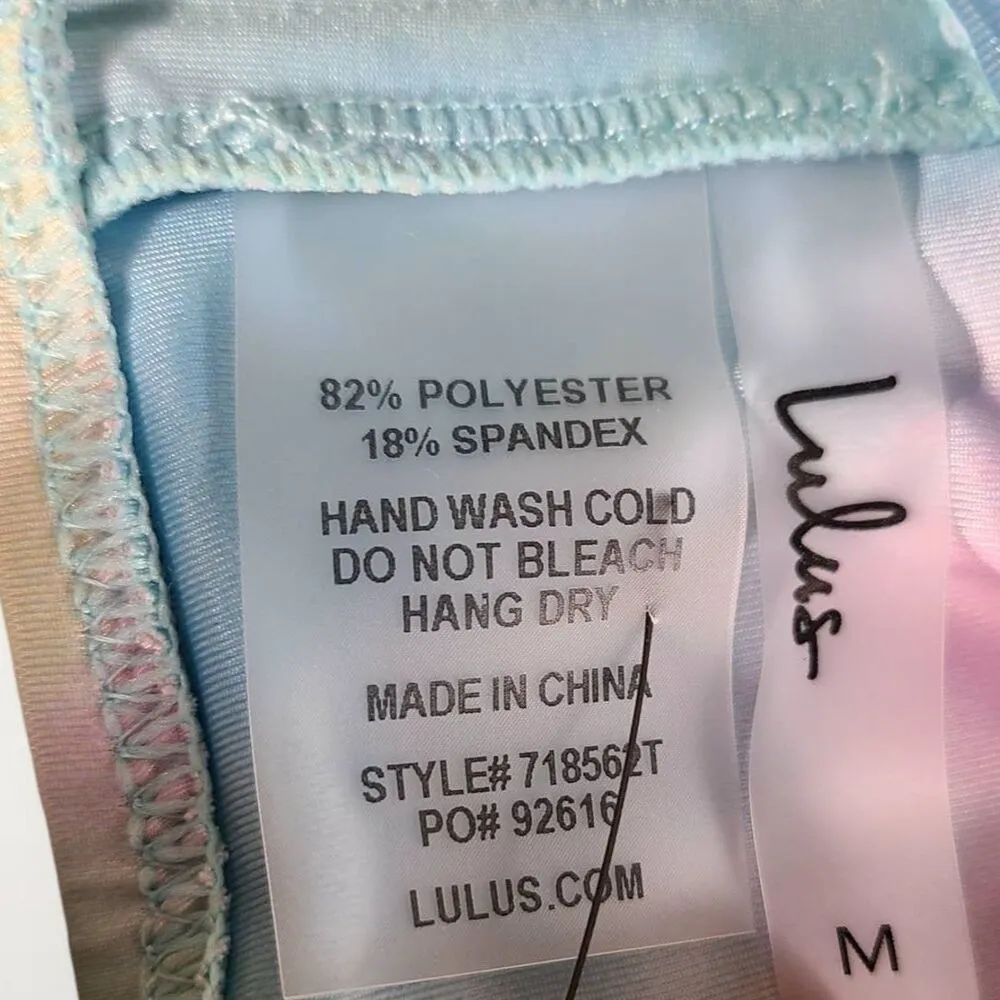 82% POLYESTER
18% SPANDEX
HAND WASH COLD
DO NOT BLEACH
HANG DRY
MADE IN CHINA
STYLE# 718562T
PO# 92616
LULUS.COM
Lulus
M